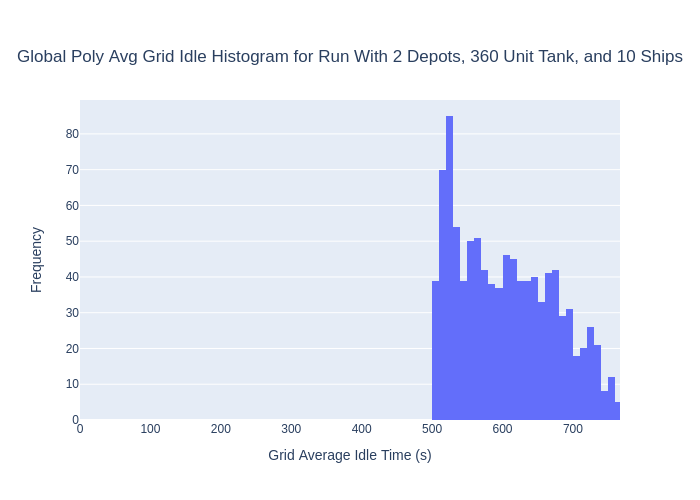 Global Poly Avg Grid Idle Histogram for Run With 2 Depots, 360 Unit Tank, and 10 Ships
80
70
60
50
40
30
20
10
0
Frequency
0 100 200 300 400 500 600 700
Grid Average Idle Time (s)